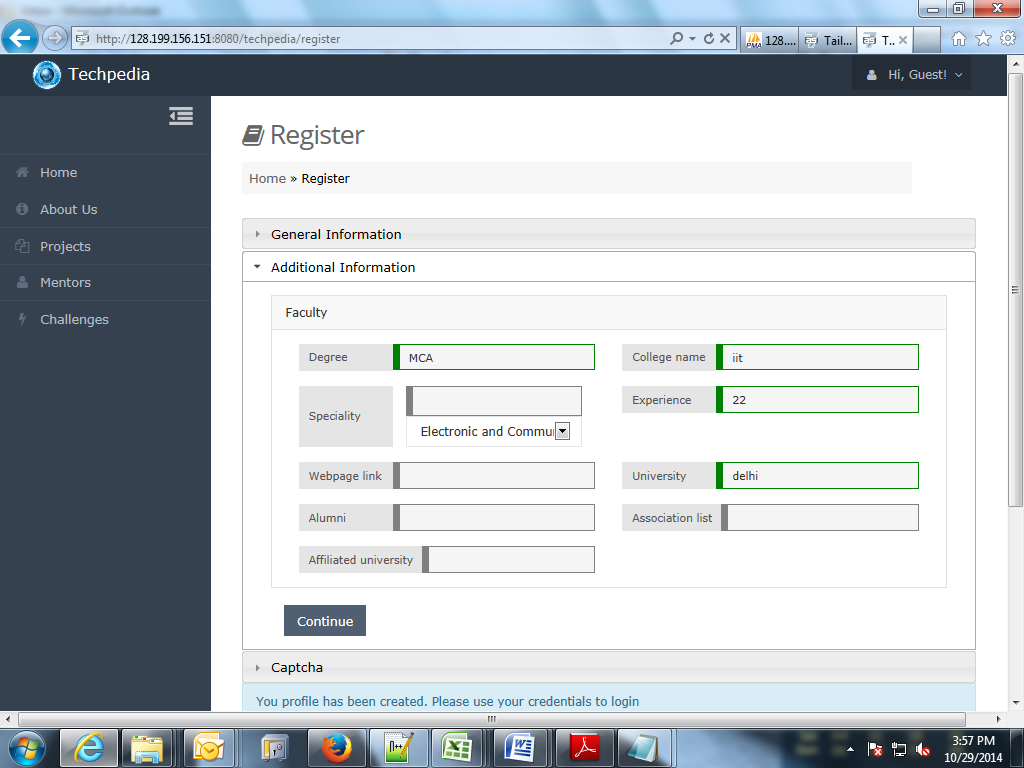 http://128.199.156.151:8080/techpedia/register
128....
Tail...
T...
Techpedia
Hi, Guest!
Home
About Us
Projects
Mentors
Challenges
Register
Home » Register
General Information
Additional Information
Faculty
Degree MCA College name iit
Speciality Experience 22
Electronic and Commu
Webpage link University delhi
Alumni Association list
Affiliated university
Continue
Captcha
You profile has been created. Please use your credentials to login
3:57 PM
10/29/2014